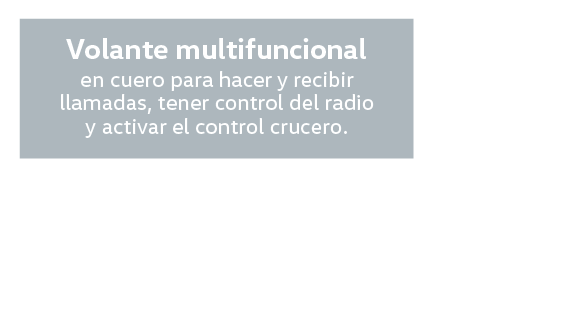 Volante multifuncional
en cuero para hacer y recibir
llamadas, tener control del radio
y activar el control crucero.